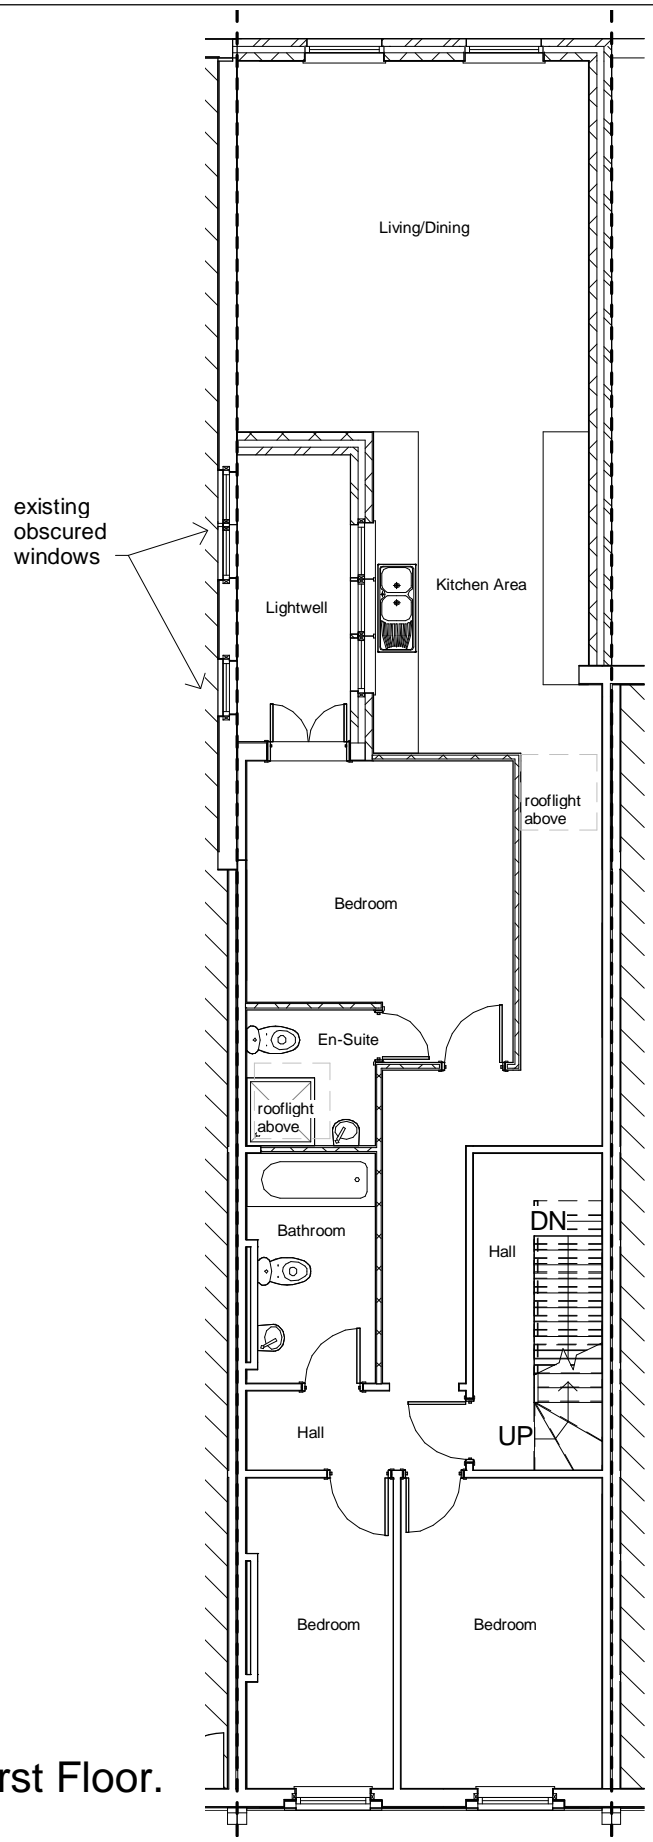 Living/Dining
existing
obscured
windows
Kitchen Area
Lightwell
rooflight
above
Bedroom
En-Suite
rooflight
above
DN
Bathroom
Hall
Hall
UP
Bedroom
Bedroom
rst Floor.